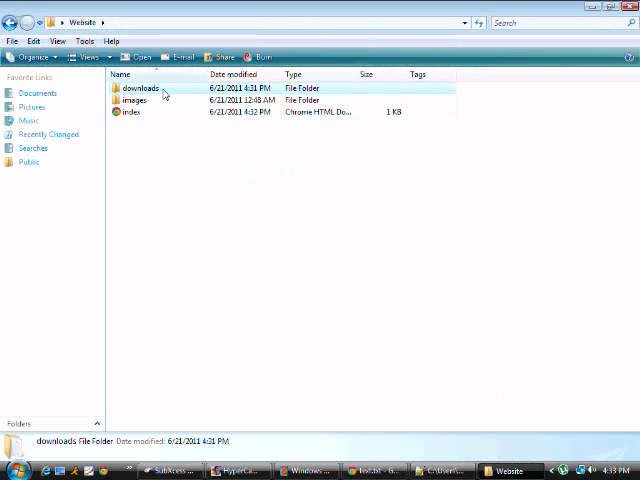 Website
Search
File Edit View Tools Help
Organize Views Open E-mail Share Burn
Favorite Links
Name Date modified Type Size Tags
downloads 6/21/2011 4:31 PM File Folder
images 6/21/2011 12:48 AM File Folder
index 6/21/2011 4:32 PM Chrome HTML Do... 1 KB
Documents
Pictures
Music
Recently Changed
Searches
Public
Folders
downloads File Folder Date modified: 6/21/2011 4:31 PM
SubXcess ... HyperCa... Windows ... text.txt - G... C:\Users\... Website 4:33 PM